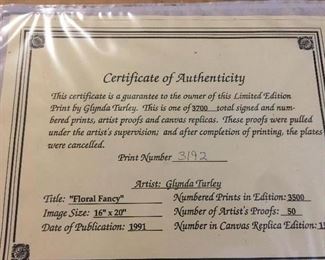 Certificate of Authenticity
This certificate is a guarantee to the owner of this Limited Edition
Print by Glynda Turley. This is one of 3700 total signed and num-
bered prints, artist proofs and canvas replicas. These proofs were pulled
under the artist's supervision; and after completion of printing, the plates
were cancelled.
Print Number 3192
Artist: Glynda Turley
Title: "Floral Fancy" Numbered Prints in Edition: 3500
Image Size: 16" x 20" Number of Artist's Proofs: 50
Date of Publication: 1991 Number in Canvas Replica Edition: